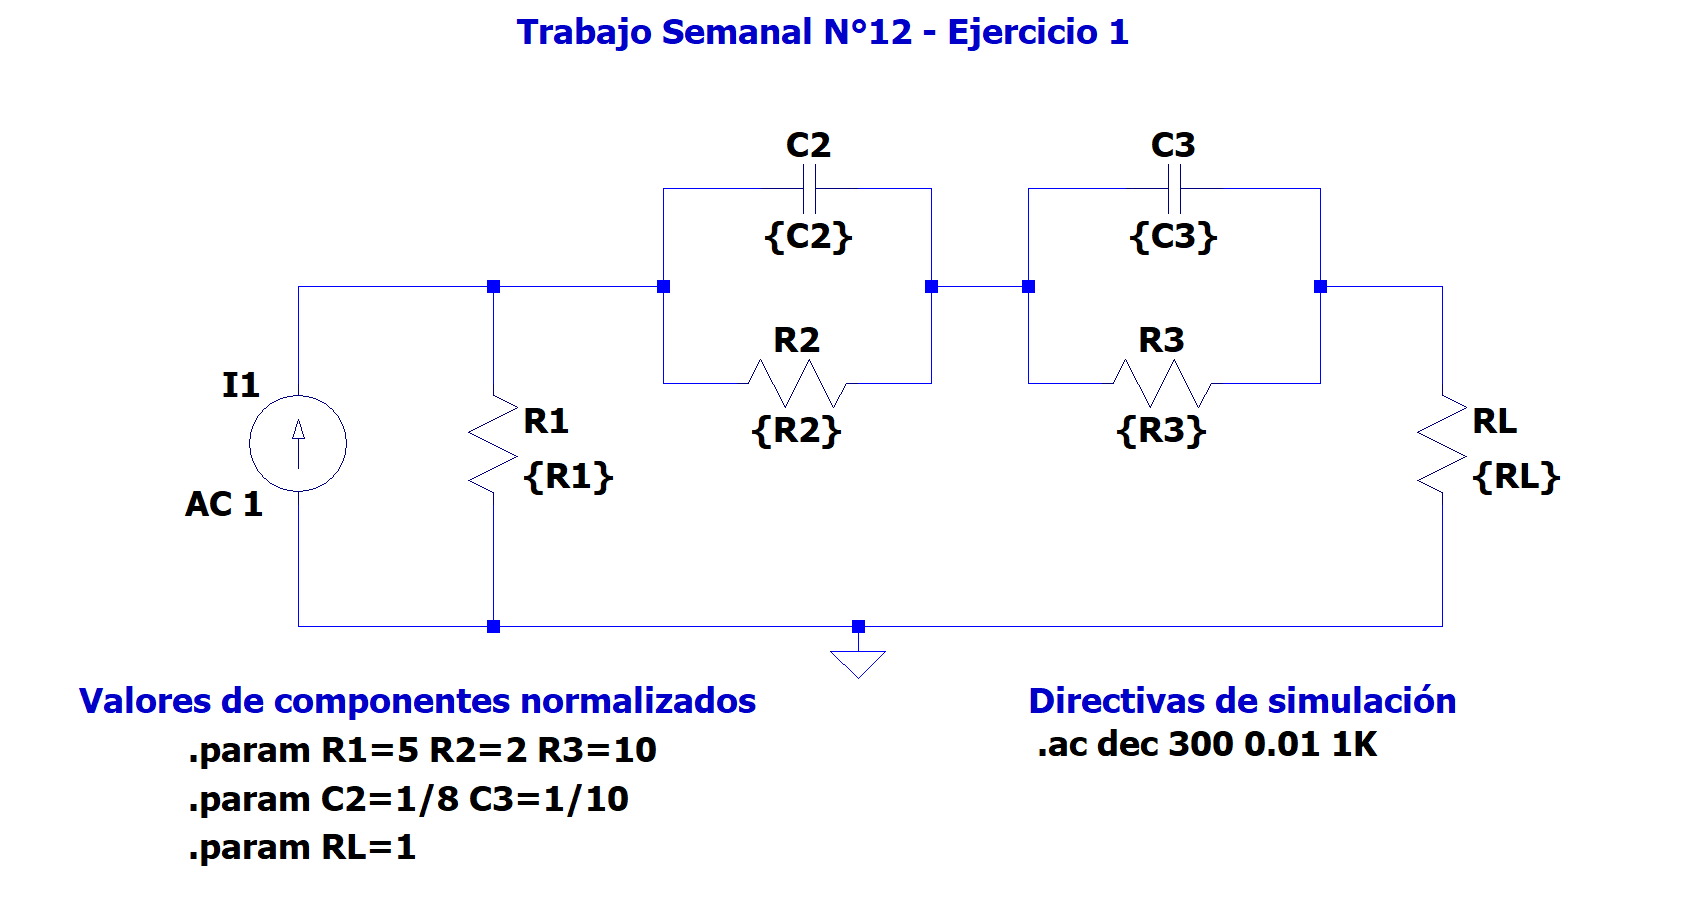 Trabajo Semanal N°12 - Ejercicio 1
C2
{C2}
C3
{C3}
R2
{R2}
R3
{R3}
I1
AC 1
R1
{R1}
RL
{RL}
Valores de componentes normalizados
.param R1=5 R2=2 R3=10
.param C2=1/8 C3=1/10
.param RL=1
Directivas de simulación
.ac dec 300 0.01 1K